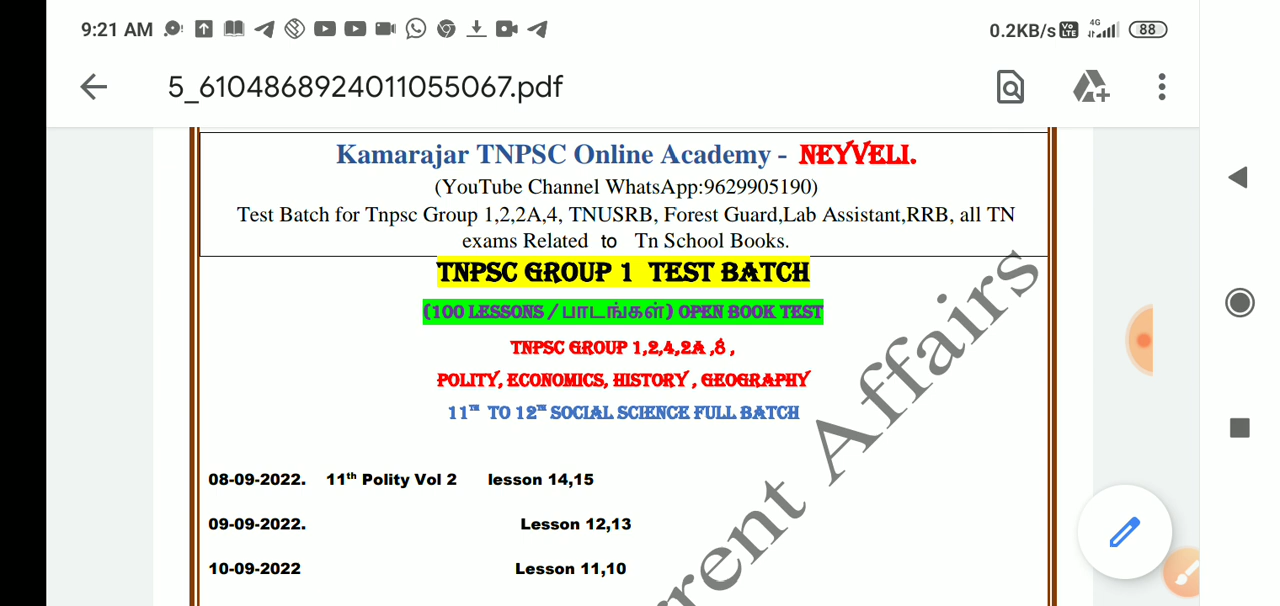 9:21 AM
0.2KB/s Vo LTE 4G 88
5_6104868924011055067.pdf
Kamarajar TNPSC Online Academy - NEYVELI.
(YouTube Channel WhatsApp:9629905190)
Test Batch for Tnpsc Group 1,2,2A,4, TNUSRB, Forest Guard,Lab Assistant,RRB, all TN
exams Related to Tn School Books.
TNPSC GROUP 1 TEST BATCH
(100 LESSONS / பாடங்கள்) OPEN BOOK TEST
TNPSC GROUP 1,2,4,2A ,8 ,
POLITY, ECONOMICS, HISTORY , GEOGRAPHY
11TH TO 12TH SOCIAL SCIENCE FULL BATCH
08-09-2022. 11th Polity Vol 2 lesson 14,15
09-09-2022. Lesson 12,13
10-09-2022 Lesson 11,10
rrent Affairs